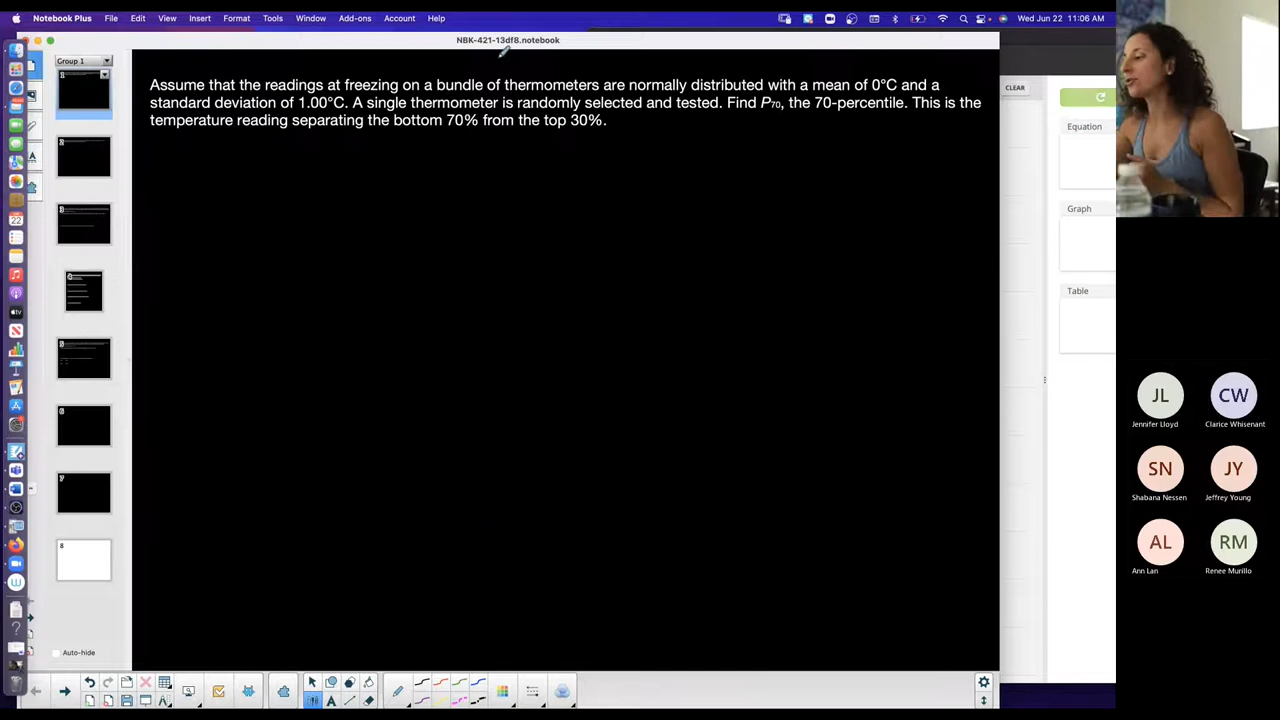 Notebook Plus File Edit View Insert Format Tools Window Add-ons Account Help
Wed Jun 22 11:06 AM
NBK-421-13df8.notebook
Group 1
Assume that the readings at freezing on a bundle of thermometers are normally distributed with a mean of 0°C and a
standard deviation of 1.00°C. A single thermometer is randomly selected and tested. Find P70, the 70-percentile. This is the
temperature reading separating the bottom 70% from the top 30%.
CLEAR
Equation
Graph
Table
22
8
Auto-hide
JL
CW
Jennifer Lloyd
Clarice Whisenant
SN
JY
Shabana Nessen
Jeffrey Young
AL
RM
Ann Lan
Renee Murillo